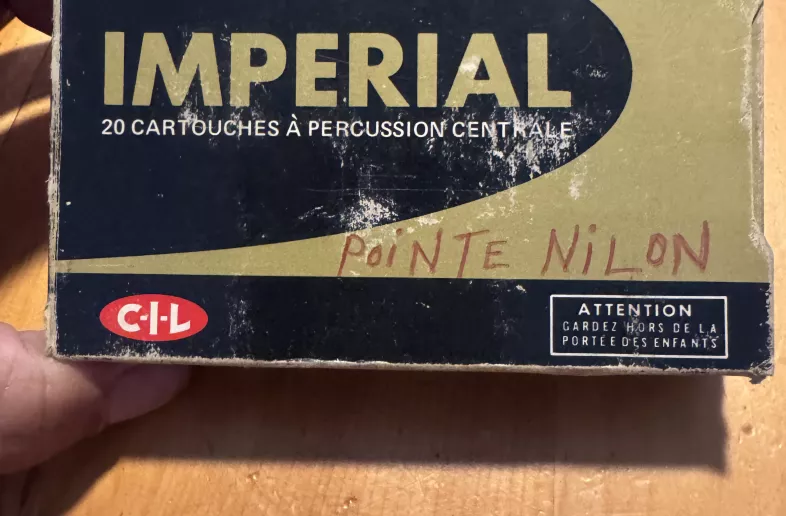 IMPERIAL
20 CARTOUCHES À PERCUSSION CENTRALE
POiNTE NiLON
C-I-L
ATTENTION
GARDEZ HORS DE LA
PORTÉE DES ENFANTS